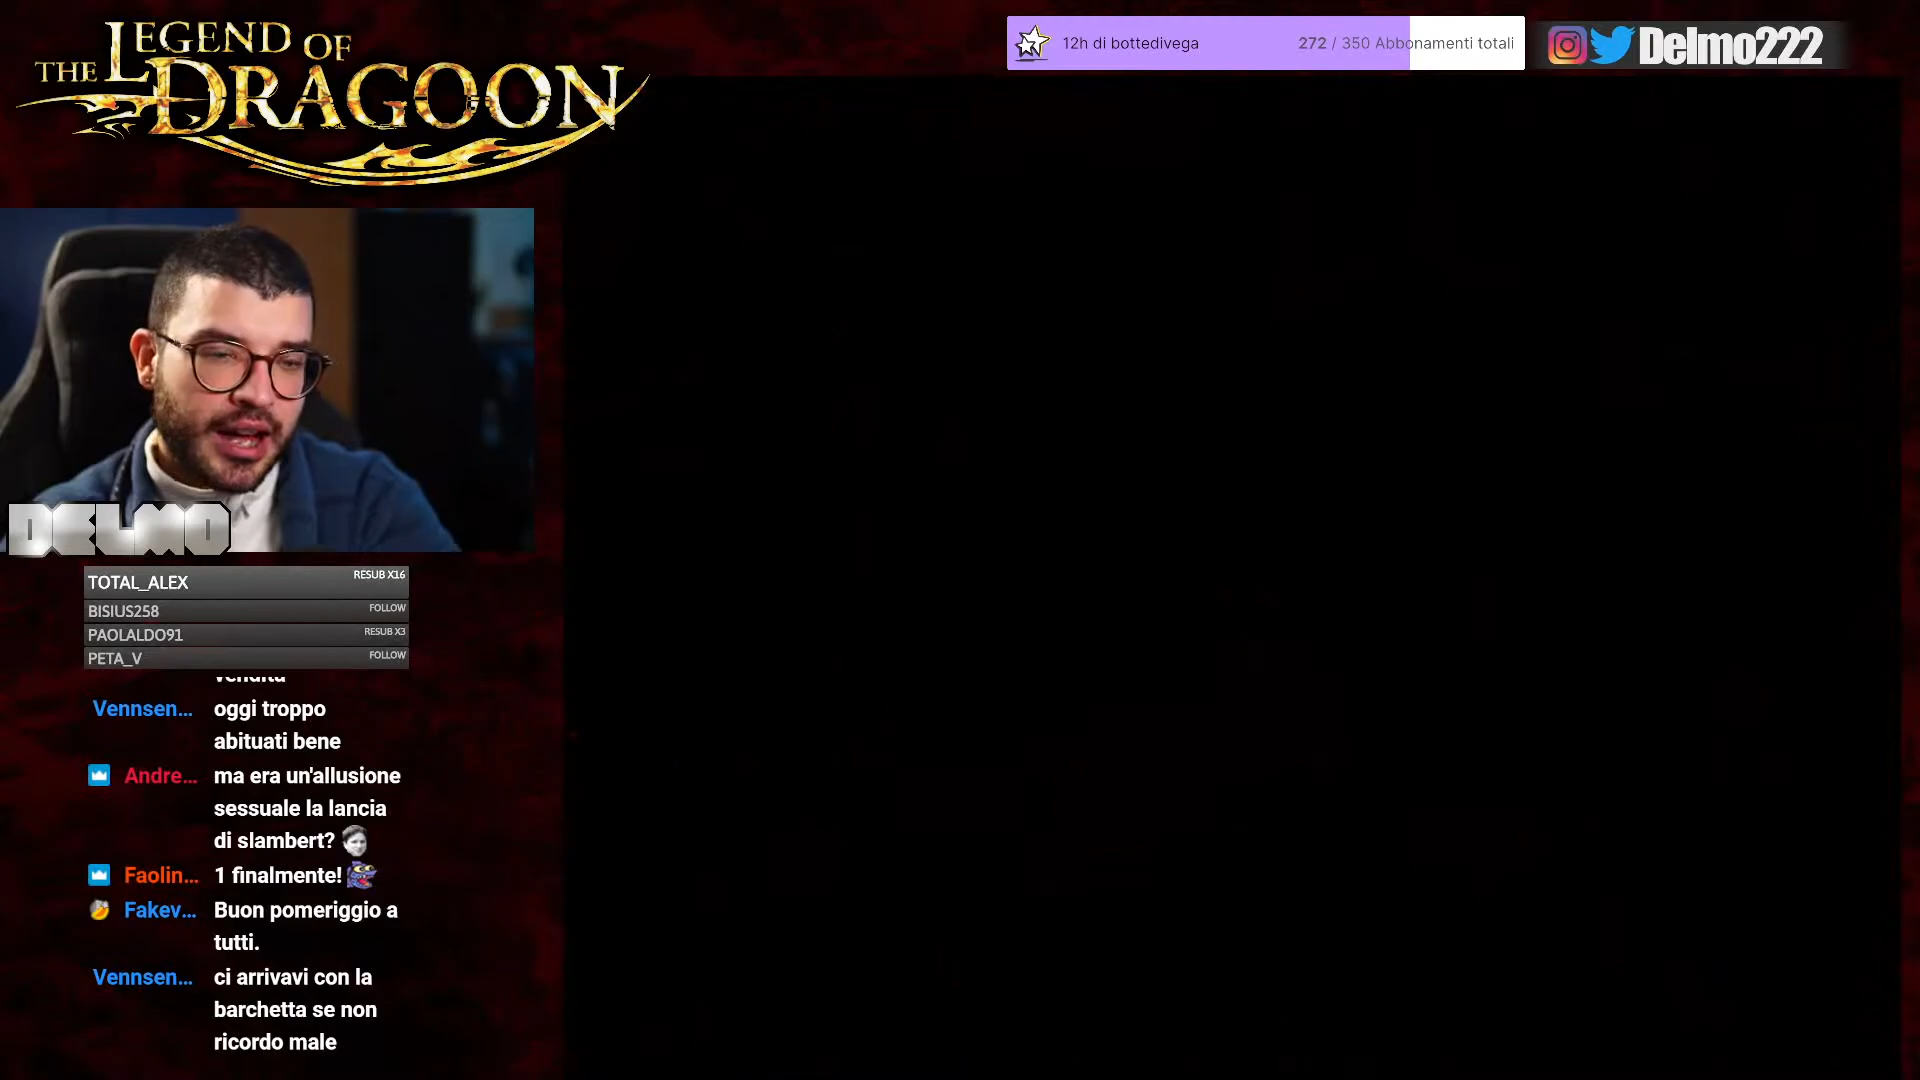 THE LEGEND OF
DRAGOON
12h di bottedivega 272 / 350 Abbonamenti totali
Delmo222
DELMO
TOTAL_ALEX RESUB X16
BISIUS258 FOLLOW
PAOLALDO91 RESUB X3
PETA_V FOLLOW
vendita
Vennsen... oggi troppo
abituati bene
Andre... ma era un'allusione
sessuale la lancia
di slambert?
Faolin... 1 finalmente!
Fakev... Buon pomeriggio a
tutti.
Vennsen... ci arrivavi con la
barchetta se non
ricordo male